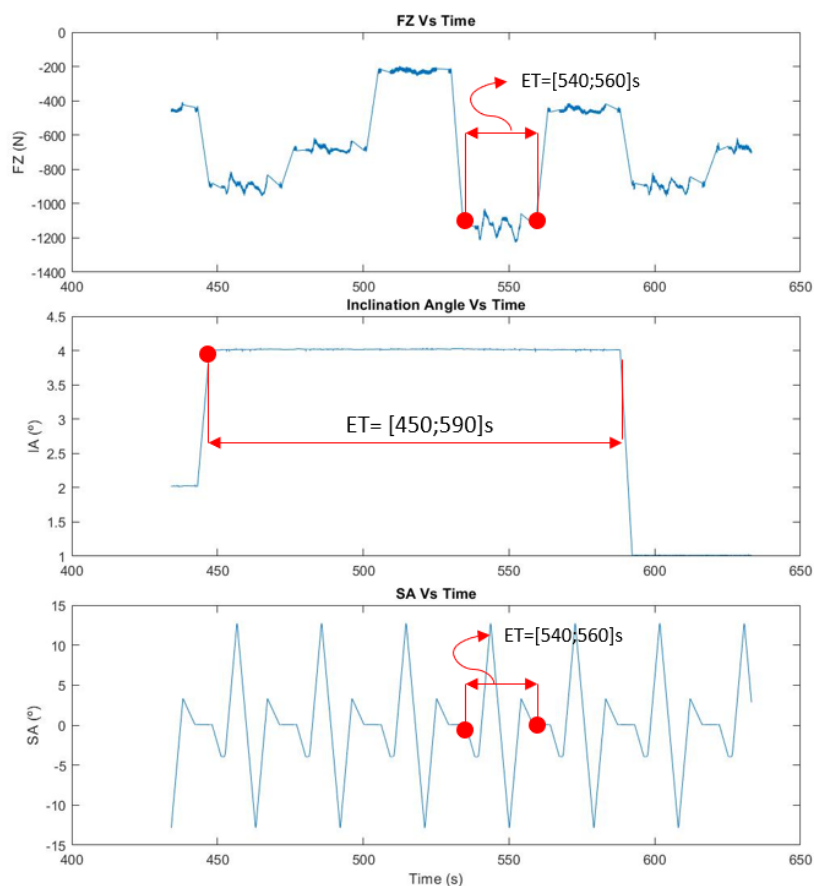 FZ Vs Time
0
-200
-400
-600
-800
-1000
-1200
-1400
FZ (N)
ET=[540;560]s
400 450 500 550 600 650
Inclination Angle Vs Time
4.5
4
3.5
3
2.5
2
1.5
1
IA (º)
ET= [450;590]s
400 450 500 550 600 650
SA Vs Time
15
10
5
0
-5
-10
-15
SA (º)
ET=[540;560]s
400 450 500 550 600 650
Time (s)